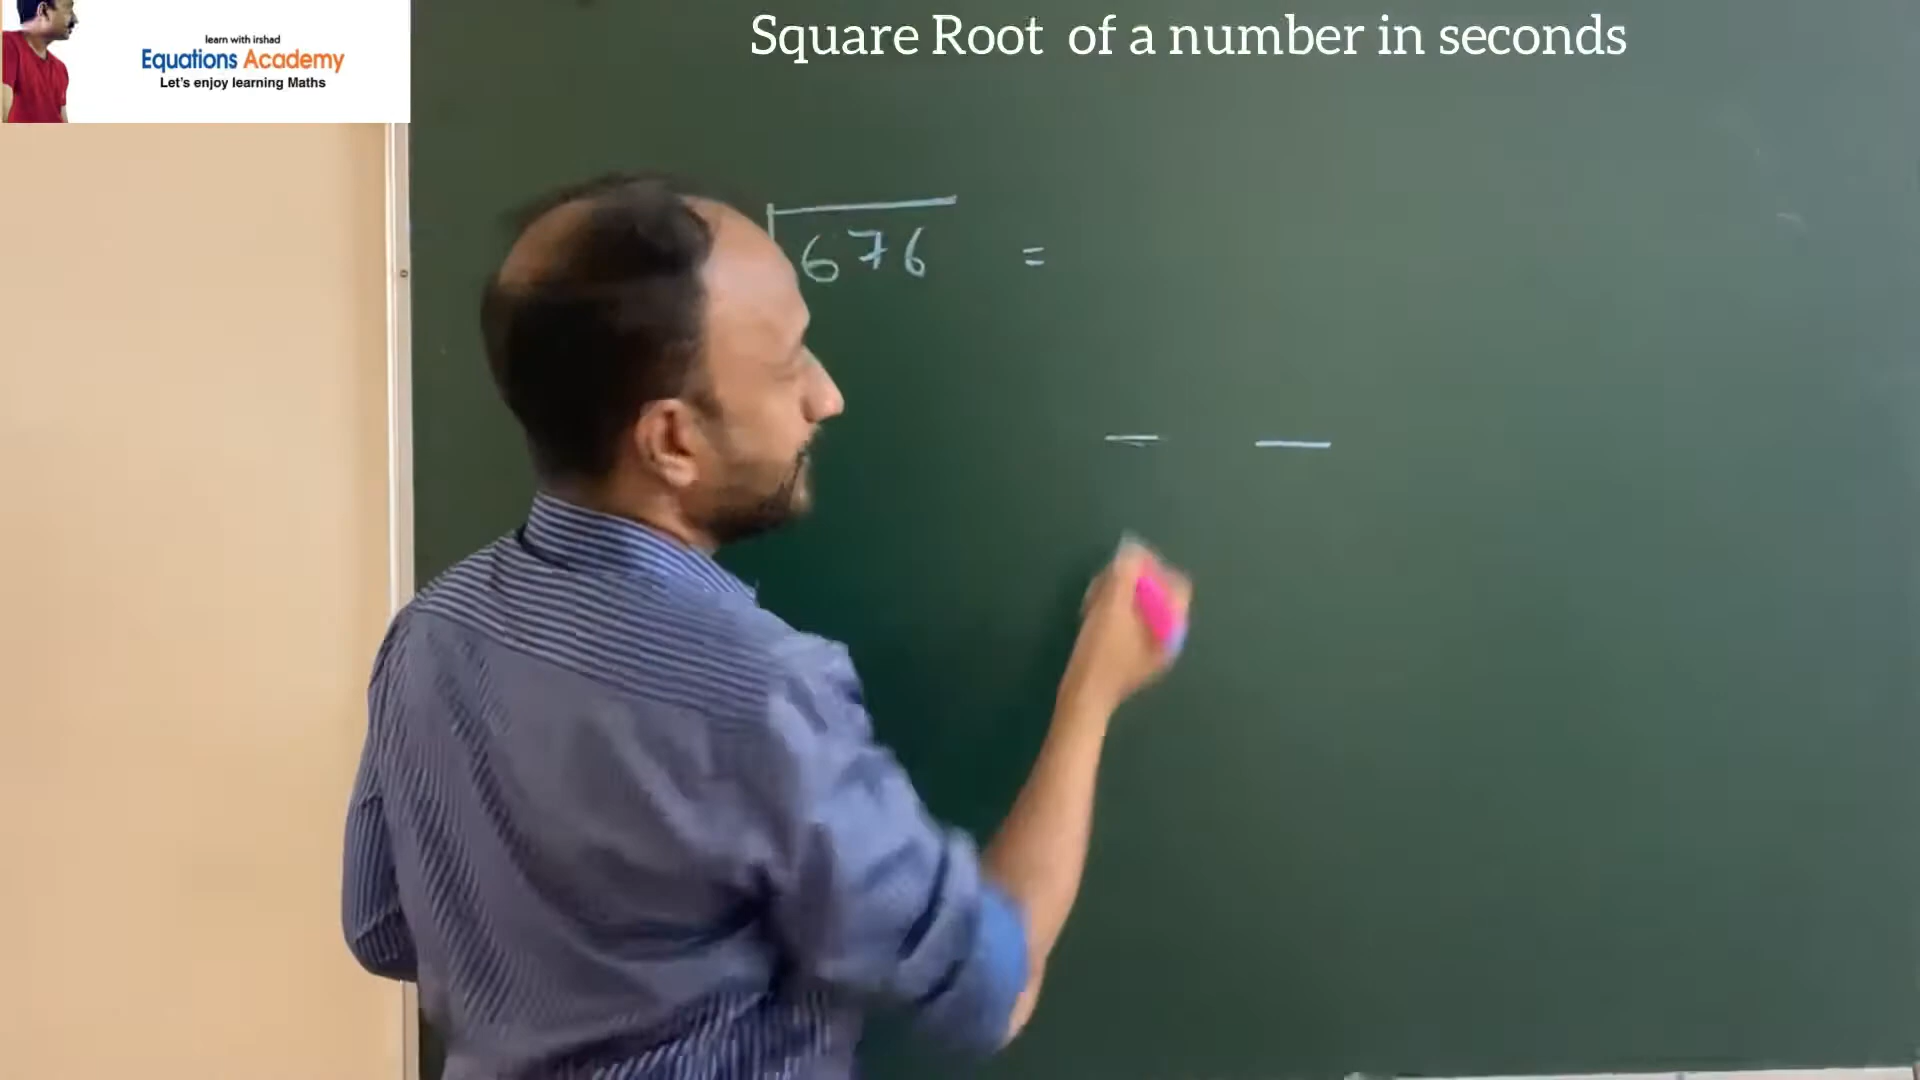 learn with irshad
Equations Academy
Let's enjoy learning Maths
Square Root of a number in seconds
√676 =